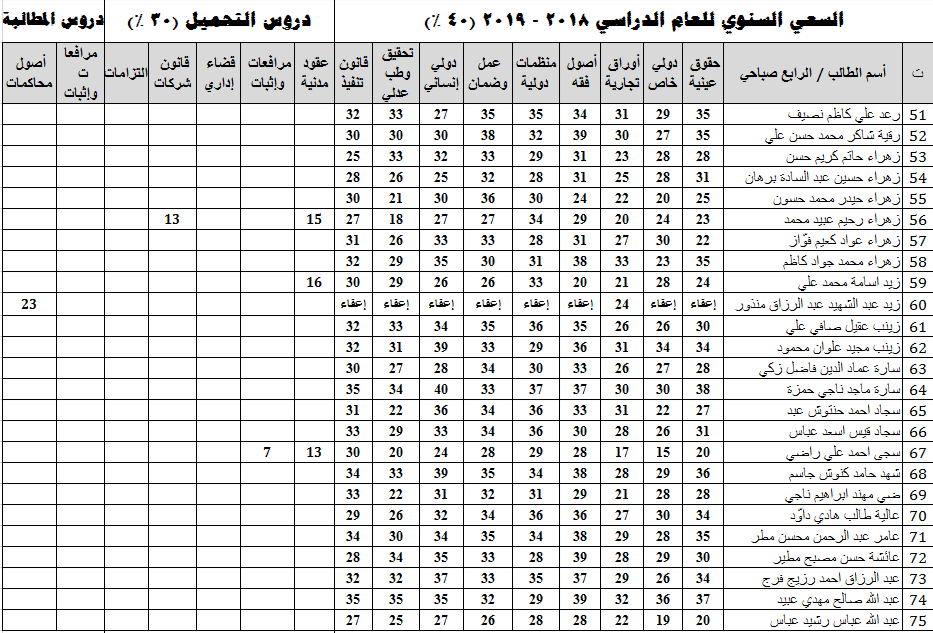 السعي السنوي للعام الدراسي ٢٠١٨ - ٢٠١٩ (٤٠ ٪) دروس التحميل (٣٠ ٪) دروس المطالبة
ت أسم الطالب / الرابع صباحي حقوق عينية دولي خاص أوراق تجارية أصول فقه منظمات دولية عمل وضمان دولي إنساني تحقيق وطب عدلي قانون تنفيذ عقود مدنية مرافعات وإثبات قضاء إداري قانون شركات التزامات مرافعات وإثبات أصول محاكمات
51 رعد علي كاظم نصيف 35 29 31 34 35 35 27 33 32
52 رقية شاكر محمد حسن علي 35 27 30 39 32 38 30 30 30
53 زهراء حاتم كريم حسن 28 28 23 31 29 33 32 33 25
54 زهراء حسين عبد السادة برهان 31 28 25 31 28 32 25 26 28
55 زهراء حيدر محمد حسون 25 20 22 24 30 36 30 21 30
56 زهراء رحيم عبيد محمد 23 24 20 29 34 27 27 18 27 15 13
57 زهراء عواد كعيم فوّاز 22 30 27 31 28 33 33 26 31
58 زهراء محمد جواد كاظم 35 23 33 38 31 30 35 29 32
59 زيد اسامة محمد علي 24 28 21 20 33 26 26 29 30 16
60 زيد عبد الشهيد عبد الرزاق منذور إعفاء إعفاء 24 إعفاء إعفاء إعفاء إعفاء إعفاء إعفاء 23
61 زينب عقيل صافي علي 30 26 26 35 36 35 34 33 32
62 زينب مجيد علوان محمود 34 34 31 36 29 33 39 31 32
63 سارة عماد الدين فاضل زكي 28 27 26 33 30 34 28 27 30
64 سارة ماجد ناجي حمزة 38 30 30 37 37 33 40 35 34
65 سجاد احمد حنتوش عبد 27 22 31 33 36 34 36 22 31
66 سجاد قيس اسعد عباس 31 26 28 36 30 34 33 29 33
67 سجى احمد علي راضي 20 15 17 28 29 28 24 20 30 13 7
68 شهد حامد كنوش جاسم 36 29 28 38 35 34 39 33 34
69 ضي مهند ابراهيم ناجي 28 28 21 29 31 32 31 22 33
70 عالية طالب هادي داوّد 34 30 27 36 36 34 32 26 29
71 عامر عبد الرحمن محسن مطر 35 28 29 38 34 34 35 30 34
72 عائشة حسن مصبح مطير 30 29 28 39 28 33 35 34 28
73 عبد الرزاق احمد رزيج فرج 34 26 29 37 35 33 37 32 32
74 عبد الله صالح مهدي عبيد 37 36 32 39 29 32 35 35 35
75 عبد الله عباس رشيد عباس 20 19 22 28 28 26 27 25 27